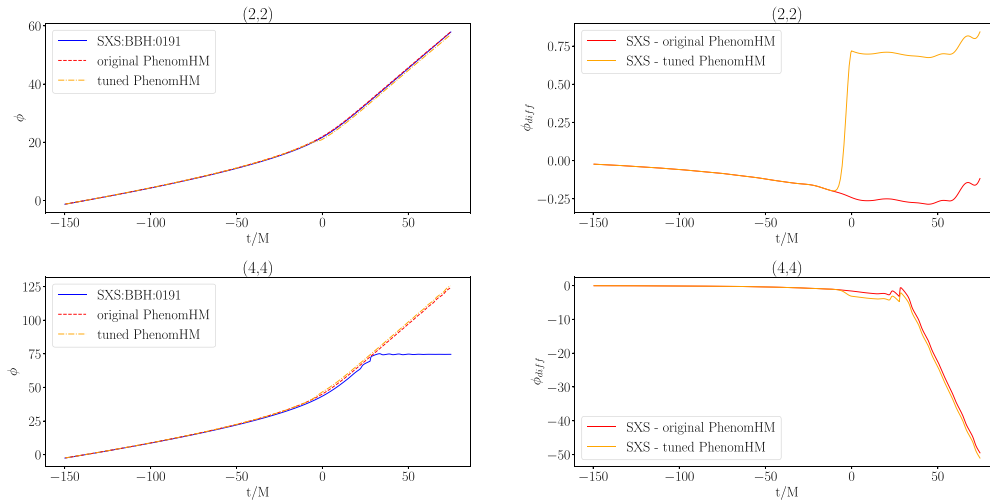 (2,2)
60
40
20
0
ϕ
SXS:BBH:0191
original PhenomHM
tuned PhenomHM
−150
−100
−50
0
50
t/M
(2,2)
0.75
0.50
0.25
0.00
−0.25
ϕdiff
SXS - original PhenomHM
SXS - tuned PhenomHM
−150
−100
−50
0
50
t/M
(4,4)
125
100
75
50
25
0
ϕ
SXS:BBH:0191
original PhenomHM
tuned PhenomHM
−150
−100
−50
0
50
t/M
(4,4)
0
−10
−20
−30
−40
−50
ϕdiff
SXS - original PhenomHM
SXS - tuned PhenomHM
−150
−100
−50
0
50
t/M